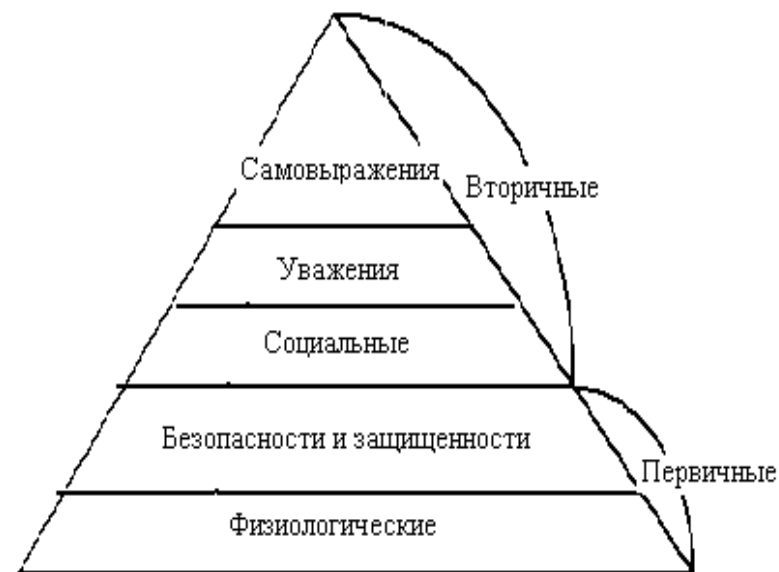 Самовыражения
Вторичные
Уважения
Социальные
Безопасности и защищенности
Первичные
Физиологические